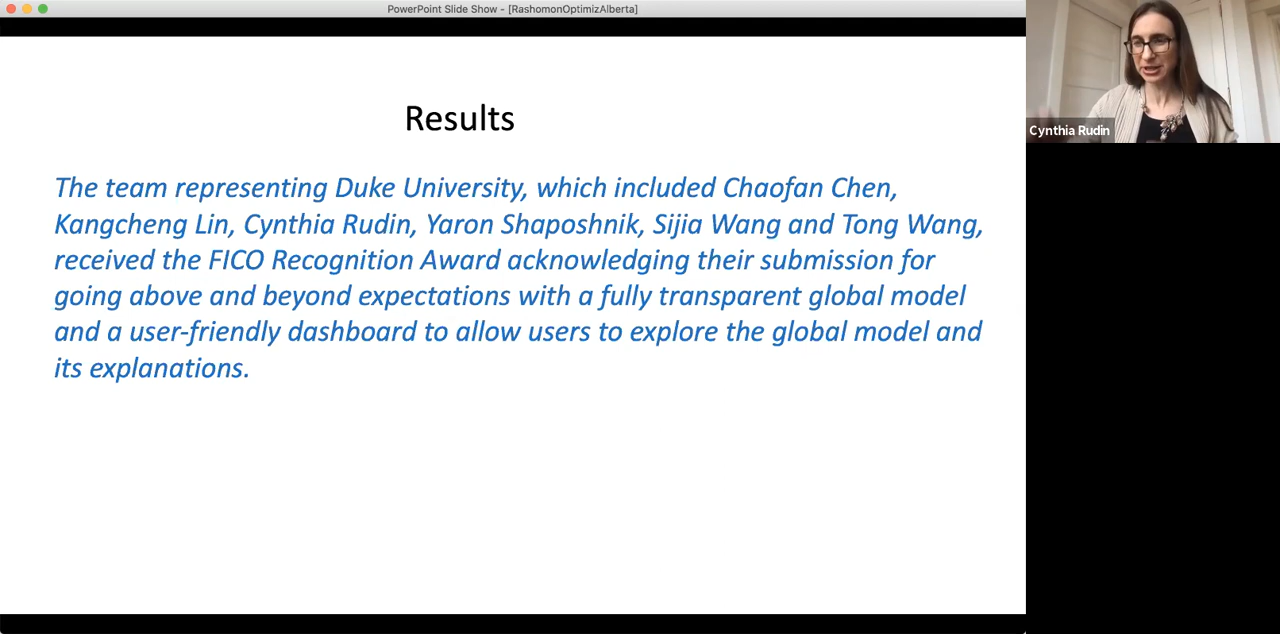 PowerPoint Slide Show - [RashomonOptimizAlberta]
Results
The team representing Duke University, which included Chaofan Chen,
Kangcheng Lin, Cynthia Rudin, Yaron Shaposhnik, Sijia Wang and Tong Wang,
received the FICO Recognition Award acknowledging their submission for
going above and beyond expectations with a fully transparent global model
and a user-friendly dashboard to allow users to explore the global model and
its explanations.
Cynthia Rudin